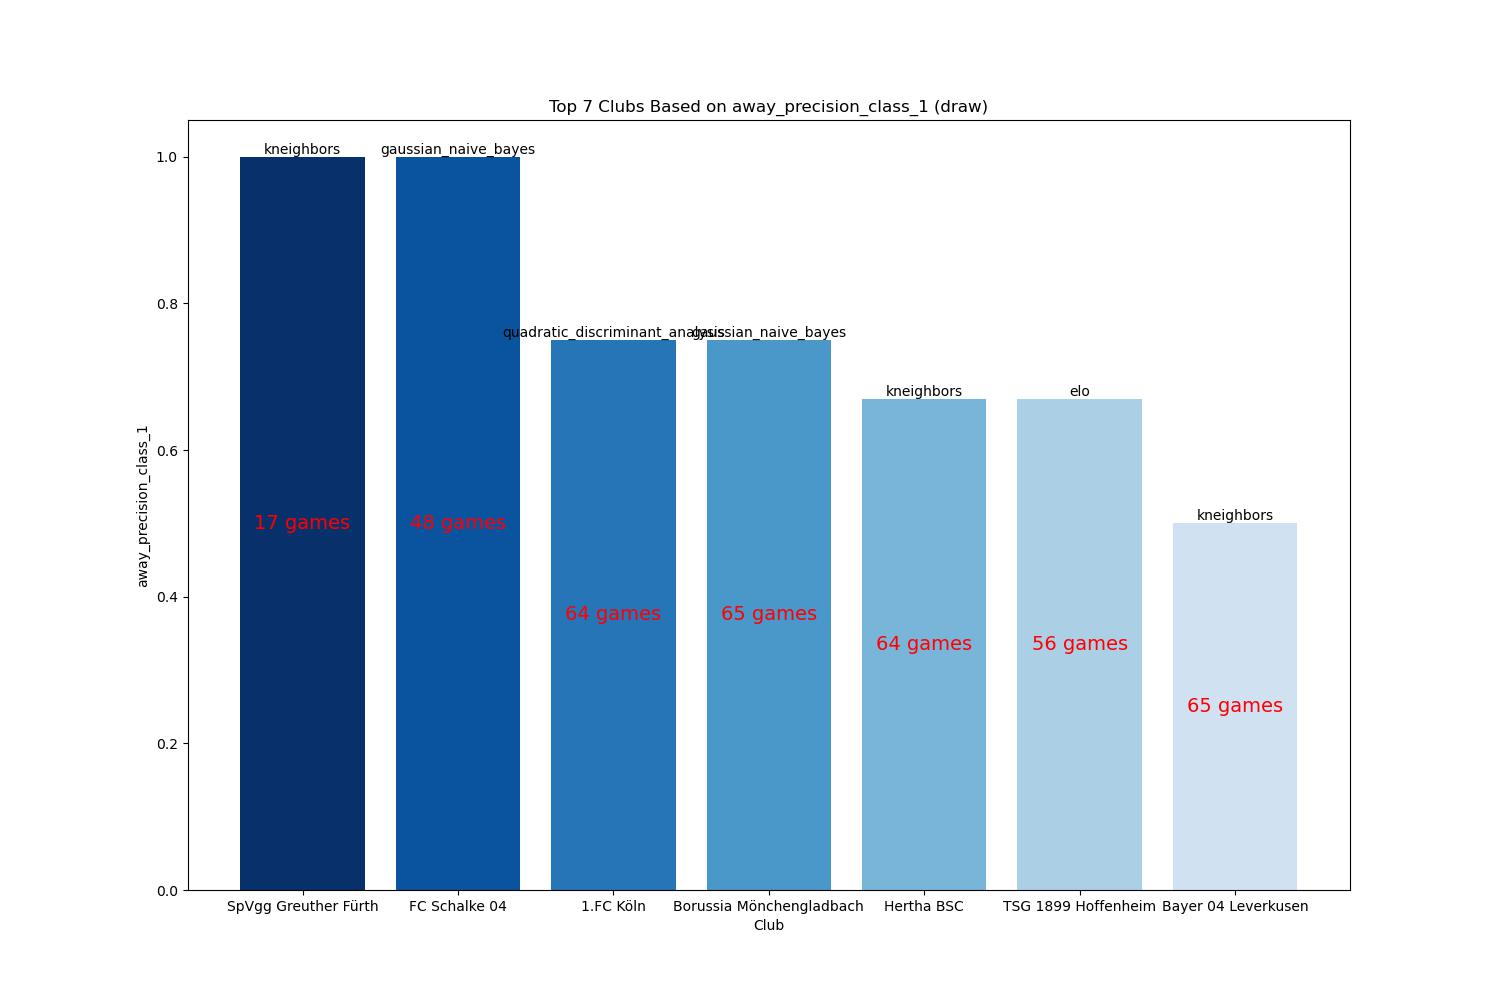 Top 7 Clubs Based on away_precision_class_1 (draw)
away_precision_class_1
1.0
0.8
0.6
0.4
0.2
0.0
kneighbors
gaussian_naive_bayes
quadratic_discriminant_analysis
gaussian_naive_bayes
kneighbors
elo
kneighbors
17 games
48 games
64 games
65 games
64 games
56 games
65 games
SpVgg Greuther Fürth
FC Schalke 04
1.FC Köln
Borussia Mönchengladbach
Hertha BSC
TSG 1899 Hoffenheim
Bayer 04 Leverkusen
Club